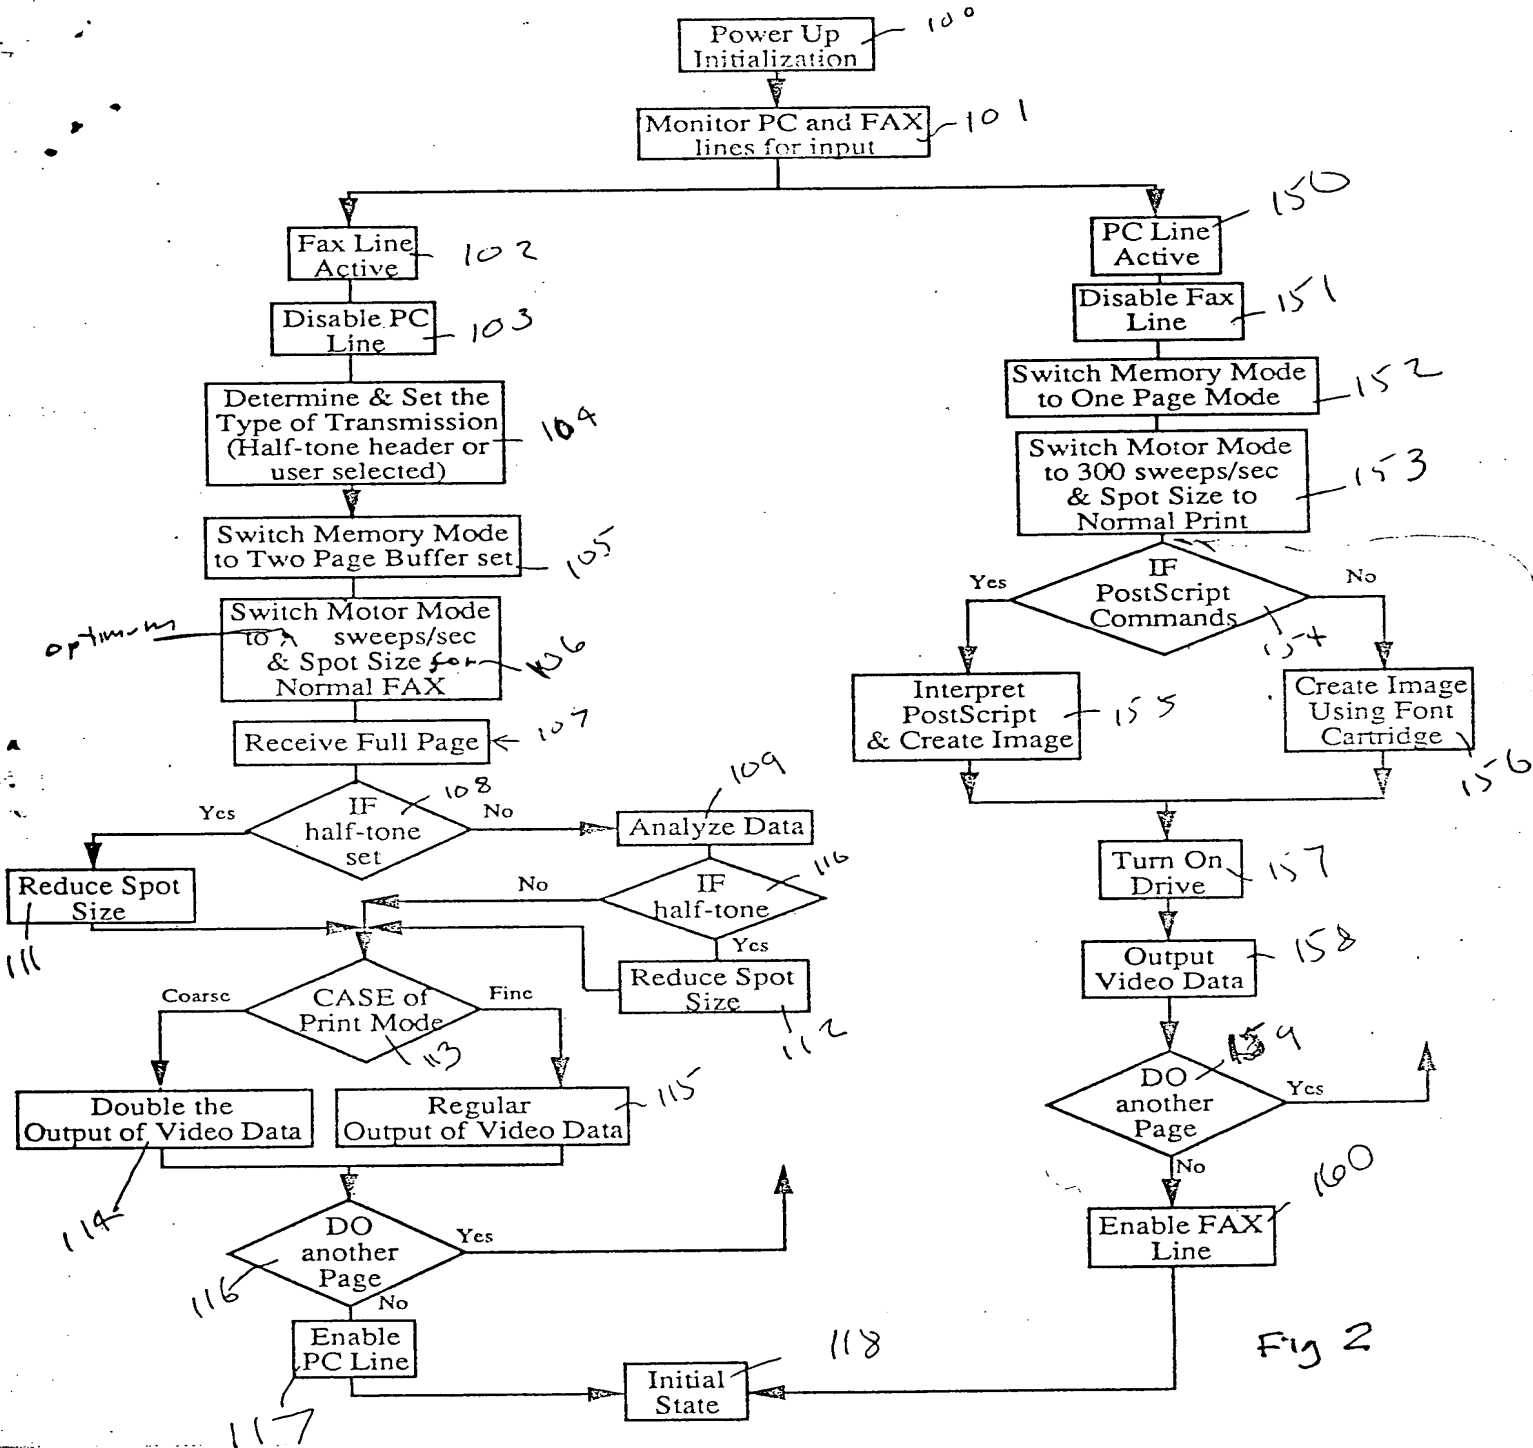 Power Up
Initialization
100
Monitor PC and FAX
lines for input
101
Fax Line
Active
102
Disable PC
Line
103
Determine & Set the
Type of Transmission
(Half-tone header or
user selected)
104
Switch Memory Mode
to Two Page Buffer set
105
Switch Motor Mode
to optimum sweeps/sec
& Spot Size for
Normal FAX
106
Receive Full Page
107
IF
half-tone
set
108
Yes
No
Reduce Spot
Size
111
109
Analyze Data
IF
half-tone
110
No
Yes
Reduce Spot
Size
112
CASE of
Print Mode
113
Coarse
Fine
Double the
Output of Video Data
114
Regular
Output of Video Data
115
DO
another
Page
116
Yes
No
Enable
PC Line
117
Initial
State
118
PC Line
Active
150
Disable Fax
Line
151
Switch Memory Mode
to One Page Mode
152
Switch Motor Mode
to 300 sweeps/sec
& Spot Size to
Normal Print
153
IF
PostScript
Commands
154
Yes
No
Interpret
PostScript
& Create Image
155
Create Image
Using Font
Cartridge
156
Turn On
Drive
157
Output
Video Data
158
DO
another
Page
159
Yes
No
Enable FAX
Line
160
Fig 2